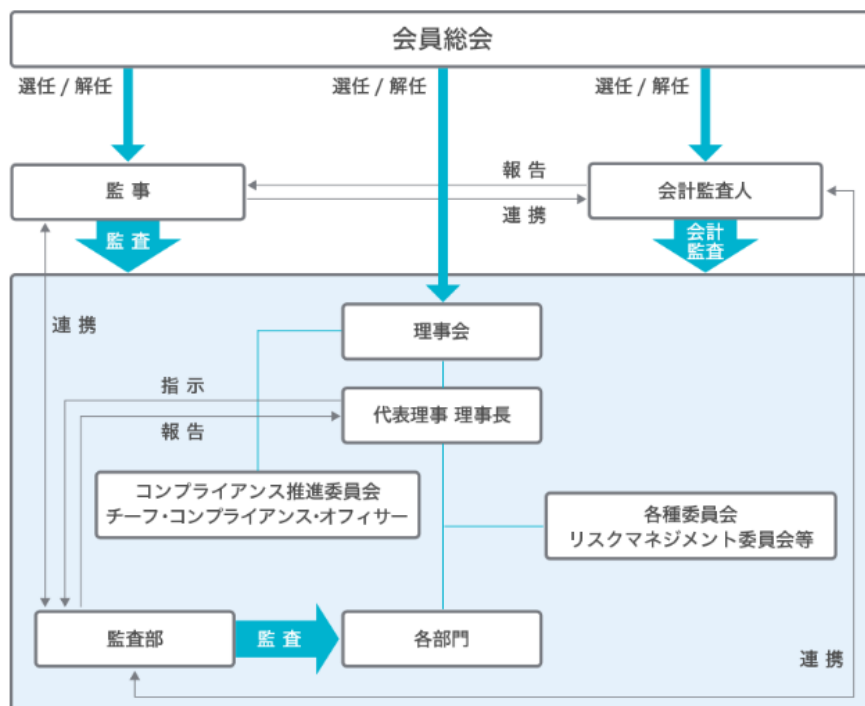 会員総会
選任 / 解任
選任 / 解任
選任 / 解任
監 事
報 告
連 携
会計監査人
監 査
会計
監査
連 携
理事会
指 示
報 告
代表理事 理事長
コンプライアンス推進委員会
チーフ・コンプライアンス・オフィサー
各種委員会
リスクマネジメント委員会等
監査部
監 査
各部門
連 携